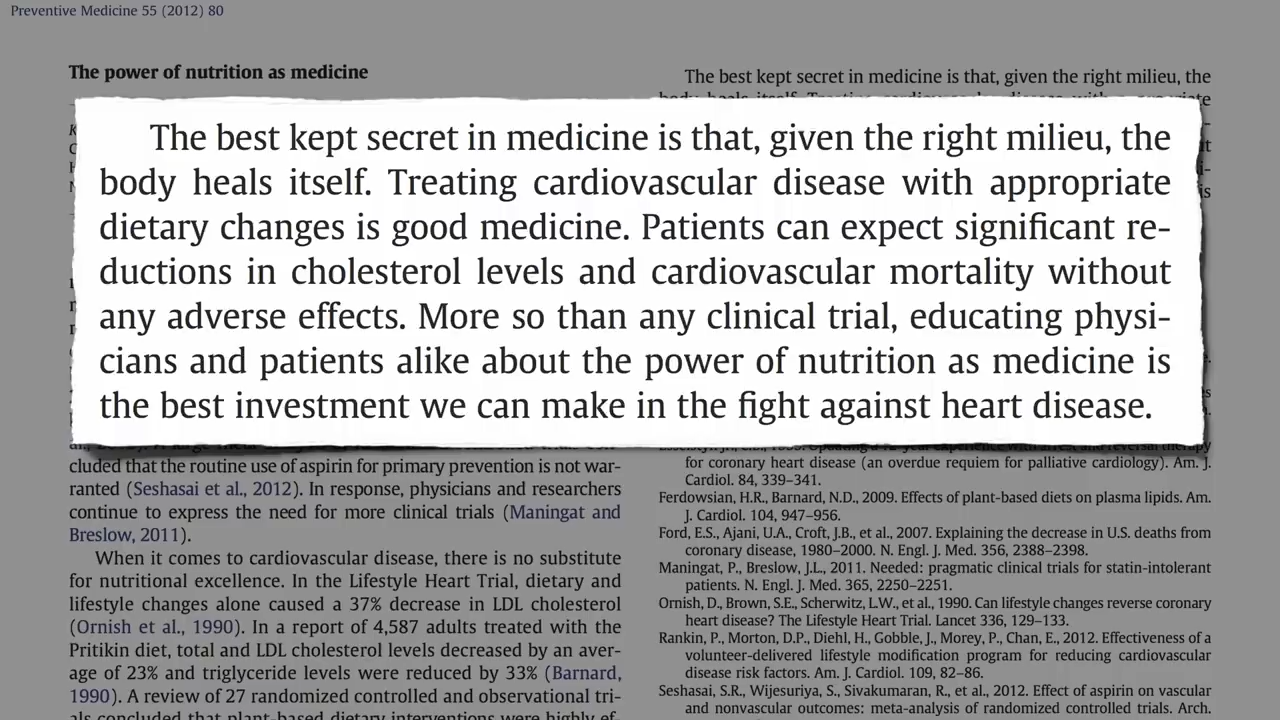 Preventive Medicine 55 (2012) 80
The power of nutrition as medicine
The best kept secret in medicine is that, given the right milieu, the
The best kept secret in medicine is that, given the right milieu, the
body heals itself. Treating cardiovascular disease with appropriate
dietary changes is good medicine. Patients can expect significant re-
ductions in cholesterol levels and cardiovascular mortality without
any adverse effects. More so than any clinical trial, educating physi-
cians and patients alike about the power of nutrition as medicine is
the best investment we can make in the fight against heart disease.
cluded that the routine use of aspirin for primary prevention is not war-
ranted (Seshasai et al., 2012). In response, physicians and researchers
continue to express the need for more clinical trials (Maningat and
Breslow, 2011).
When it comes to cardiovascular disease, there is no substitute
for nutritional excellence. In the Lifestyle Heart Trial, dietary and
lifestyle changes alone caused a 37% decrease in LDL cholesterol
(Ornish et al., 1990). In a report of 4,587 adults treated with the
Pritikin diet, total and LDL cholesterol levels decreased by an aver-
age of 23% and triglyceride levels were reduced by 33% (Barnard,
1990). A review of 27 randomized controlled and observational tri-
als concluded that plant-based dietary interventions were highly ef-
for coronary heart disease (an overdue requiem for palliative cardiology). Am. J.
Cardiol. 84, 339–341.
Ferdowsian, H.R., Barnard, N.D., 2009. Effects of plant-based diets on plasma lipids. Am.
J. Cardiol. 104, 947–956.
Ford, E.S., Ajani, U.A., Croft, J.B., et al., 2007. Explaining the decrease in U.S. deaths from
coronary disease, 1980–2000. N. Engl. J. Med. 356, 2388–2398.
Maningat, P., Breslow, J.L., 2011. Needed: pragmatic clinical trials for statin-intolerant
patients. N. Engl. J. Med. 365, 2250–2251.
Ornish, D., Brown, S.E., Scherwitz, L.W., et al., 1990. Can lifestyle changes reverse coronary
heart disease? The Lifestyle Heart Trial. Lancet 336, 129–133.
Rankin, P., Morton, D.P., Diehl, H., Gobble, J., Morey, P., Chan, E., 2012. Effectiveness of a
volunteer-delivered lifestyle modification program for reducing cardiovascular
disease risk factors. Am. J. Cardiol. 109, 82–86.
Seshasai, S.R., Wijesuriya, S., Sivakumaran, R., et al., 2012. Effect of aspirin on vascular
and nonvascular outcomes: meta-analysis of randomized controlled trials. Arch.